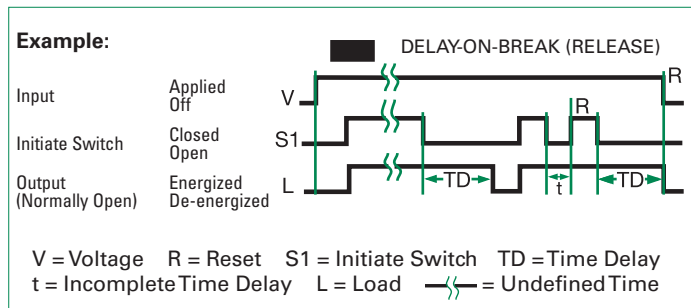 Example:
DELAY-ON-BREAK (RELEASE)
Input Applied Off V R
Initiate Switch Closed Open S1 R
Output (Normally Open) Energized De-energized L TD t TD
V = Voltage R = Reset S1 = Initiate Switch TD = Time Delay
t = Incomplete Time Delay L = Load = Undefined Time